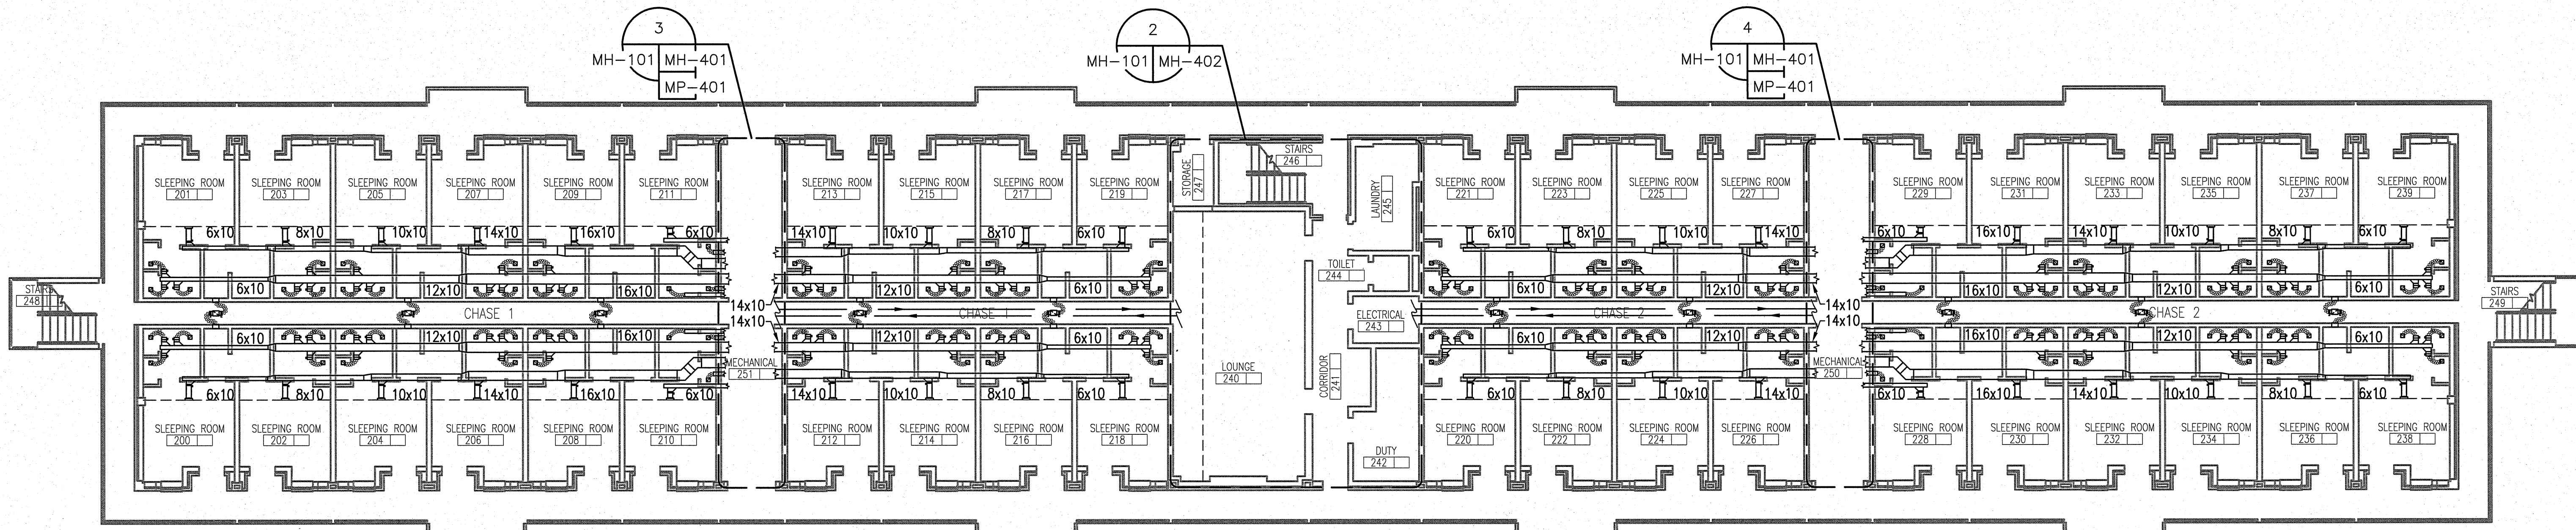 3
MH-101 MH-401
MP-401
2
MH-101 MH-402
4
MH-101 MH-401
MP-401
SLEEPING ROOM SLEEPING ROOM SLEEPING ROOM SLEEPING ROOM SLEEPING ROOM SLEEPING ROOM SLEEPING ROOM SLEEPING ROOM SLEEPING ROOM SLEEPING ROOM STORAGE STAIRS LAUNDRY SLEEPING ROOM SLEEPING ROOM SLEEPING ROOM SLEEPING ROOM SLEEPING ROOM SLEEPING ROOM SLEEPING ROOM SLEEPING ROOM SLEEPING ROOM SLEEPING ROOM
201 203 205 207 209 211 213 215 217 219 247 246 245 221 223 225 227 229 231 233 235 237 239
6x10 8x10 10x10 14x10 16x10 6x10 14x10 10x10 8x10 6x10 6x10 8x10 10x10 14x10 6x10 16x10 14x10 10x10 8x10 6x10
TOILET
244
STAIRS
248
6x10 12x10 16x10 12x10 6x10 6x10 12x10 16x10 12x10 6x10
STAIRS
249
14x10 14x10
CHASE 1 CHASE 1 ELECTRICAL CHASE 2 CHASE 2
243
14x10 14x10
6x10 12x10 16x10 12x10 6x10 6x10 12x10 16x10 12x10 6x10
MECHANICAL LOUNGE CORRIDOR MECHANICAL
251 240 241 250
6x10 8x10 10x10 14x10 16x10 6x10 14x10 10x10 8x10 6x10 6x10 8x10 10x10 14x10 6x10 16x10 14x10 10x10 8x10 6x10
SLEEPING ROOM SLEEPING ROOM SLEEPING ROOM SLEEPING ROOM SLEEPING ROOM SLEEPING ROOM SLEEPING ROOM SLEEPING ROOM SLEEPING ROOM SLEEPING ROOM SLEEPING ROOM SLEEPING ROOM SLEEPING ROOM SLEEPING ROOM SLEEPING ROOM SLEEPING ROOM SLEEPING ROOM SLEEPING ROOM SLEEPING ROOM SLEEPING ROOM
200 202 204 206 208 210 212 214 216 218 220 222 224 226 228 230 232 234 236 238
DUTY
242